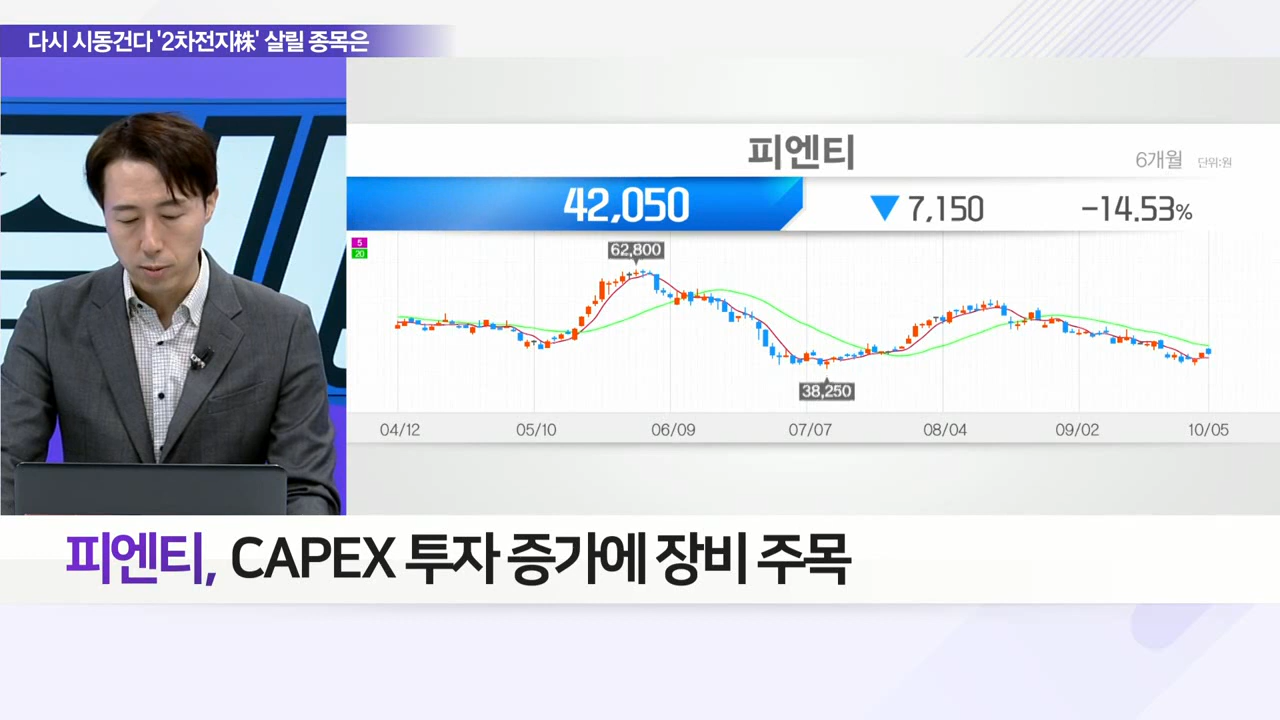 다시 시동건다 '2차전지株' 살릴 종목은
피엔티
6개월 단위:원
42,050 ▼ 7,150 -14.53%
5
20
62,800
38,250
04/12 05/10 06/09 07/07 08/04 09/02 10/05
피엔티, CAPEX 투자 증가에 장비 주목